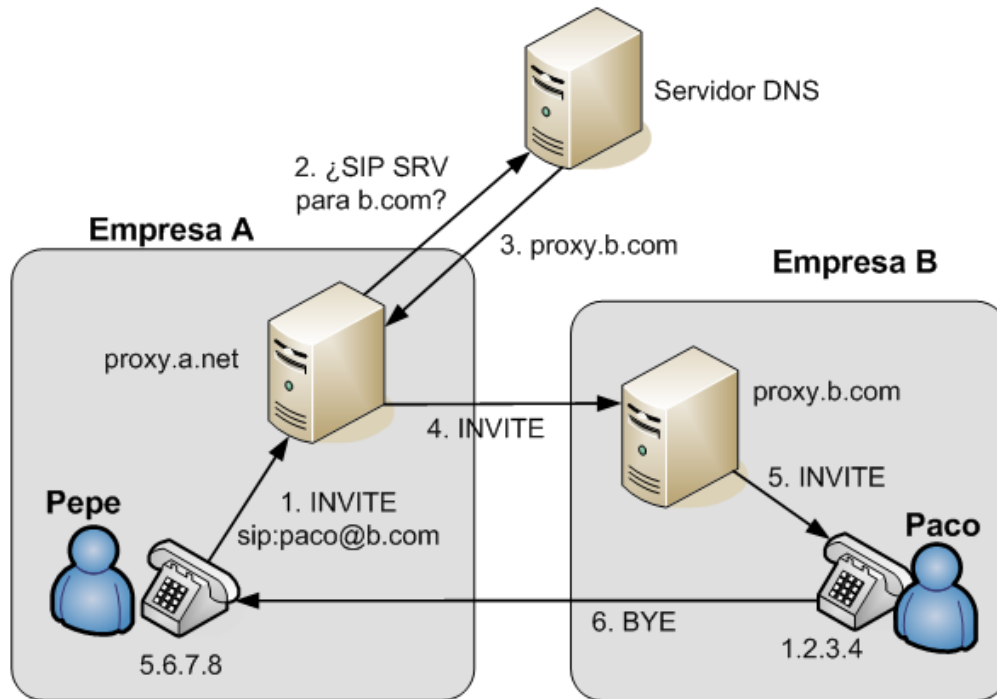 Servidor DNS
2. ¿SIP SRV
para b.com?
3. proxy.b.com
Empresa A
Empresa B
proxy.a.net
proxy.b.com
4. INVITE
5. INVITE
1. INVITE
sip:paco@b.com
Pepe
Paco
6. BYE
5.6.7.8
1.2.3.4